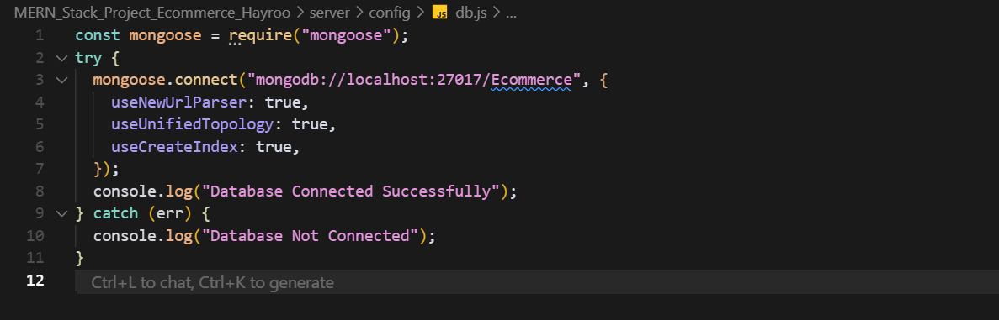 MERN_Stack_Project_Ecommerce_Hayroo > server > config > JS db.js > ...
1 const mongoose = require("mongoose");
2 try {
3 mongoose.connect("mongodb://localhost:27017/Ecommerce", {
4 useNewUrlParser: true,
5 useUnifiedTopology: true,
6 useCreateIndex: true,
7 });
8 console.log("Database Connected Successfully");
9 } catch (err) {
10 console.log("Database Not Connected");
11 }
12 Ctrl+L to chat, Ctrl+K to generate